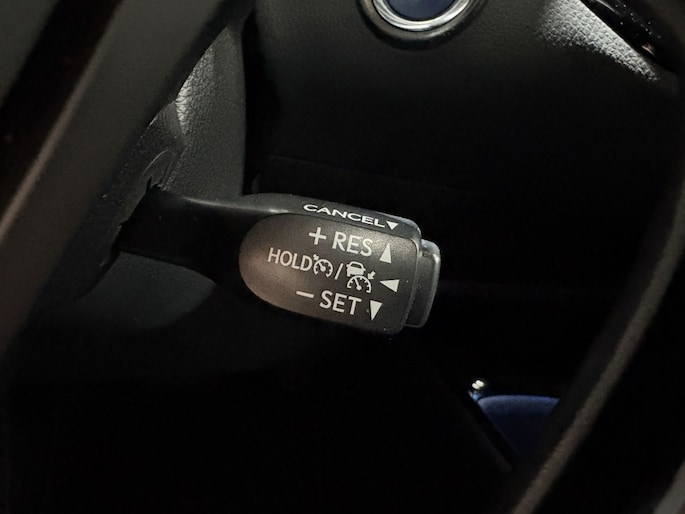 CANCEL▼
+ RES ▲
HOLD /
− SET ▼